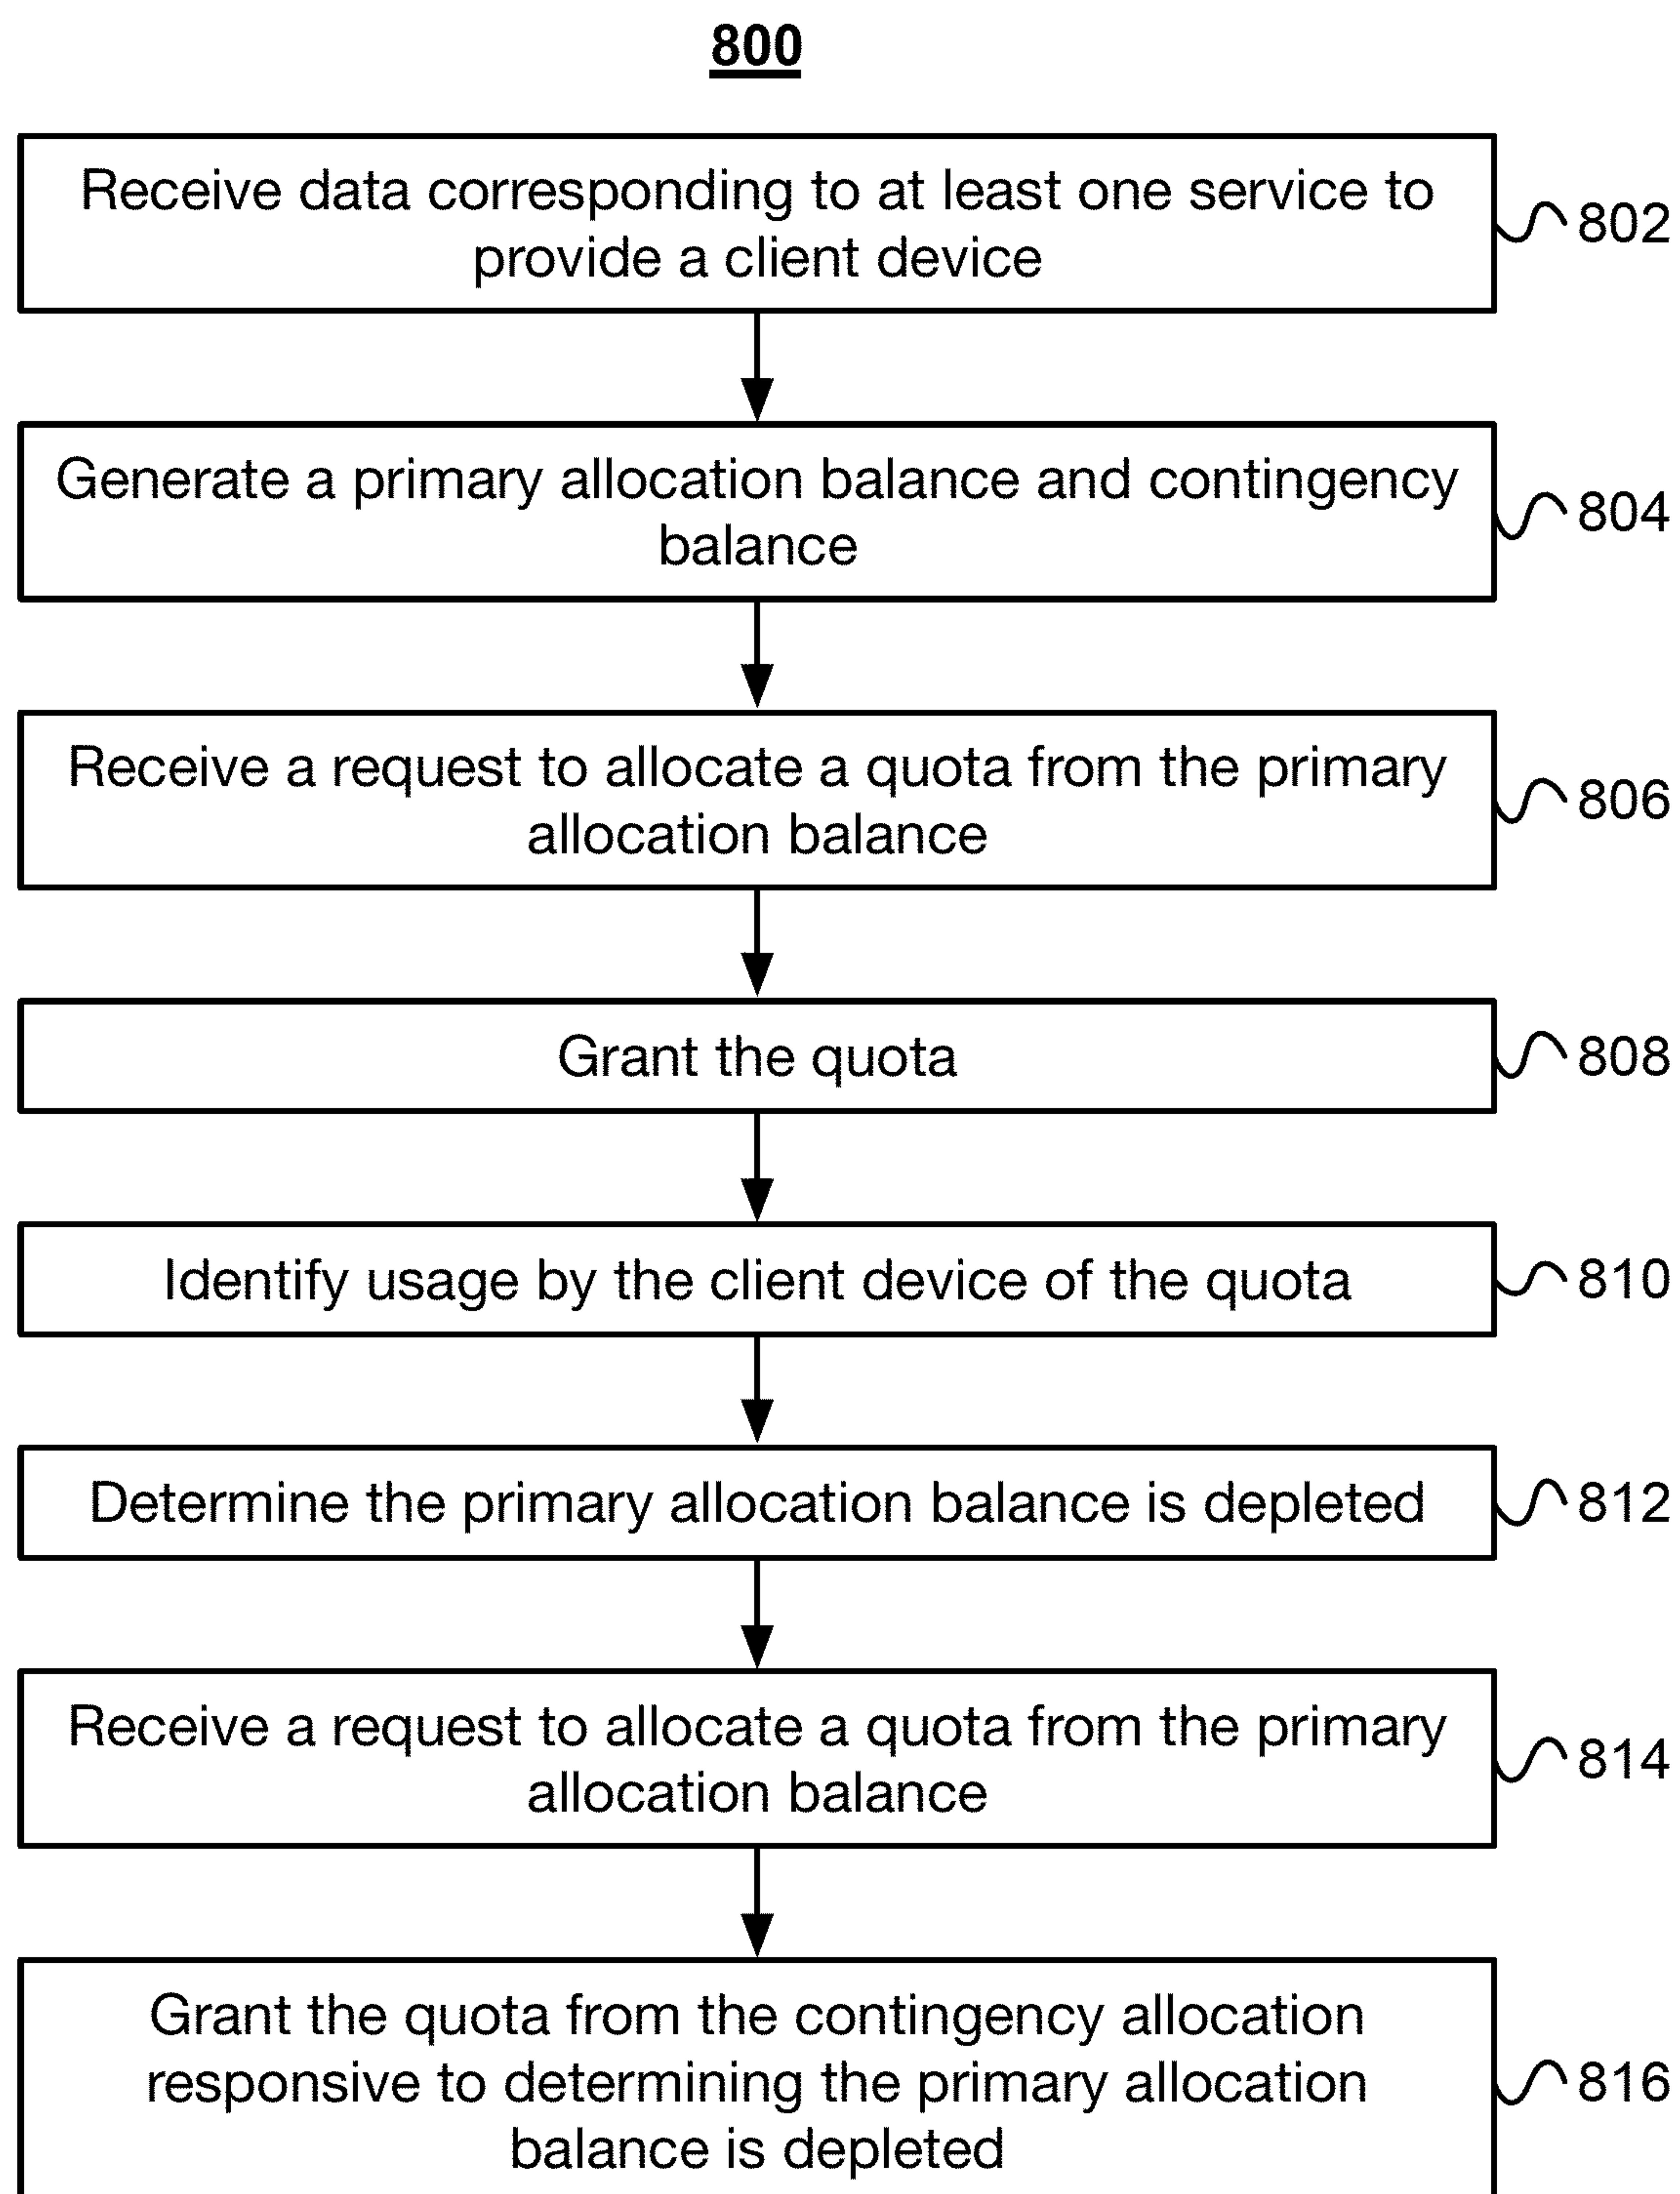 800
Receive data corresponding to at least one service to
provide a client device
802
Generate a primary allocation balance and contingency
balance
804
Receive a request to allocate a quota from the primary
allocation balance
806
Grant the quota
808
Identify usage by the client device of the quota
810
Determine the primary allocation balance is depleted
812
Receive a request to allocate a quota from the primary
allocation balance
814
Grant the quota from the contingency allocation
responsive to determining the primary allocation
balance is depleted
816